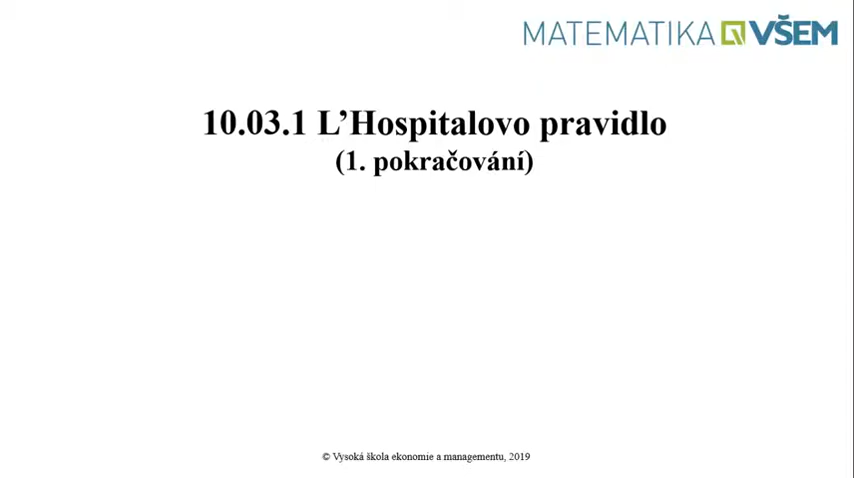 MATEMATIKA VŠEM
10.03.1 L’Hospitalovo pravidlo
(1. pokračování)
© Vysoká škola ekonomie a managementu, 2019